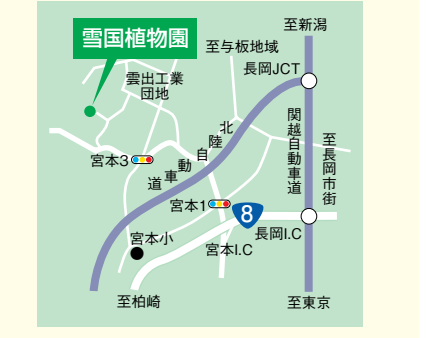 至新潟
雪国植物園
至与板地域
長岡JCT
雲出工業
団地
北陸自動車道
関越自動車道
至長岡市街
宮本3
宮本1
8
長岡I.C
宮本小
宮本I.C
至柏崎
至東京